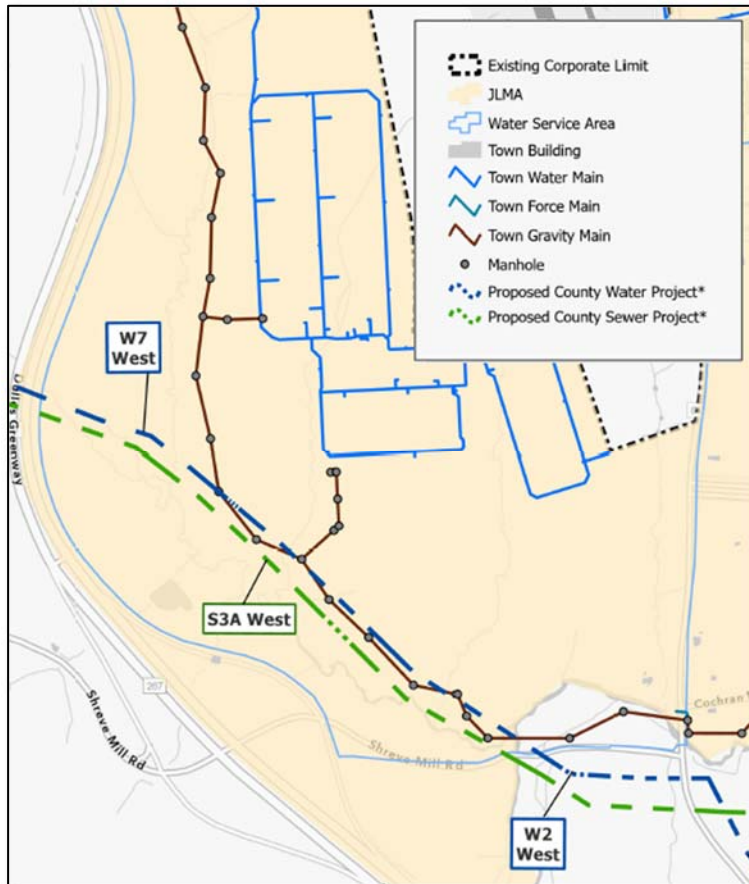 Existing Corporate Limit
JLMA
Water Service Area
Town Building
Town Water Main
Town Force Main
Town Gravity Main
Manhole
Proposed County Water Project*
Proposed County Sewer Project*
W7
West
Dulles Greenway
S3A West
267
Shreve Mill Rd
Shreve Mill Rd
Cochran
W2
West